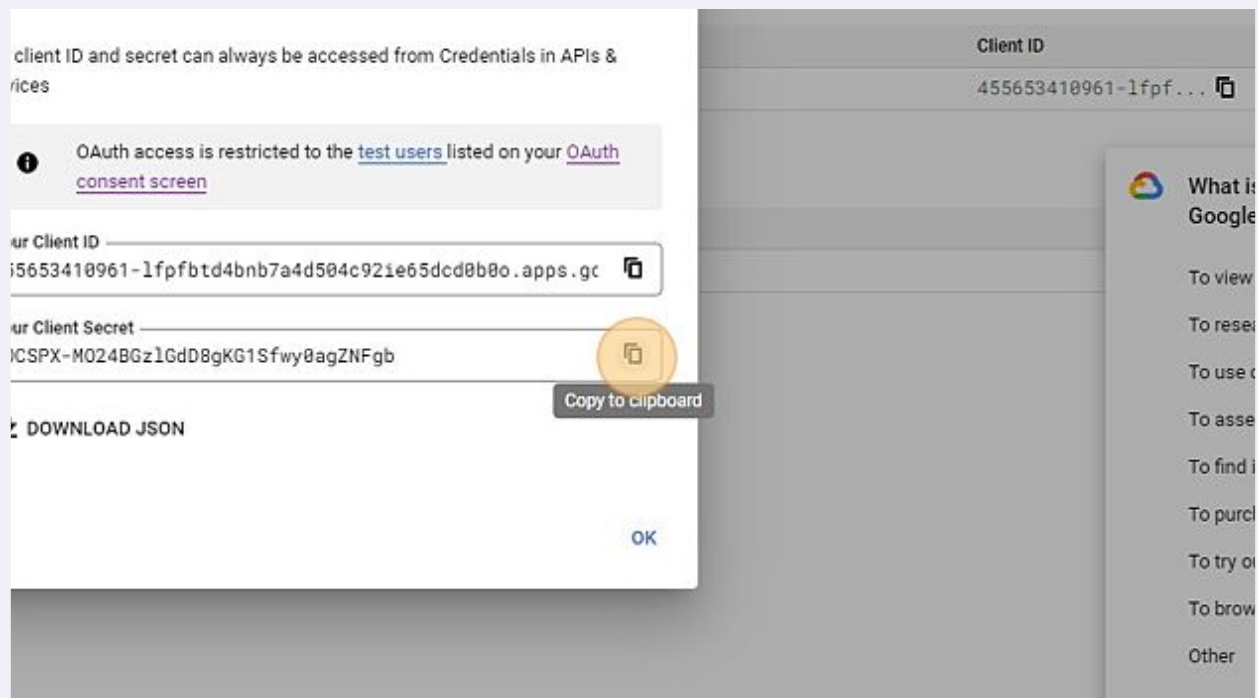 client ID and secret can always be accessed from Credentials in APIs &
vices
OAuth access is restricted to the test users listed on your OAuth
consent screen
ur Client ID
55653410961-lfpfbtd4bnb7a4d504c92ie65dcd0b0o.apps.gc
ur Client Secret
OCSPX-MO24BGzlGdD8gKG1Sfwy0agZNFgb
Copy to clipboard
DOWNLOAD JSON
OK
Client ID
455653410961-lfpf...
What is
Google
To view
To resea
To use
To asse
To find i
To purcl
To try o
To brow
Other